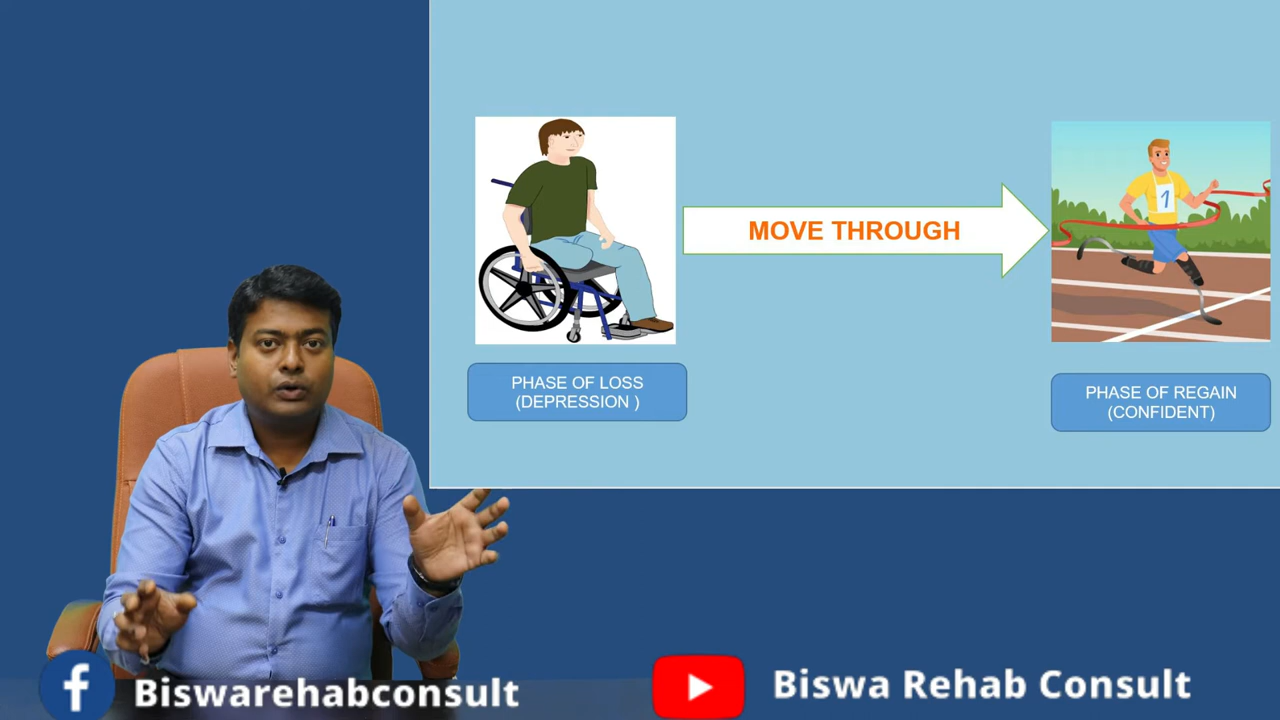 MOVE THROUGH
1
PHASE OF LOSS
(DEPRESSION )
PHASE OF REGAIN
(CONFIDENT)
f Biswarehabconsult
Biswa Rehab Consult